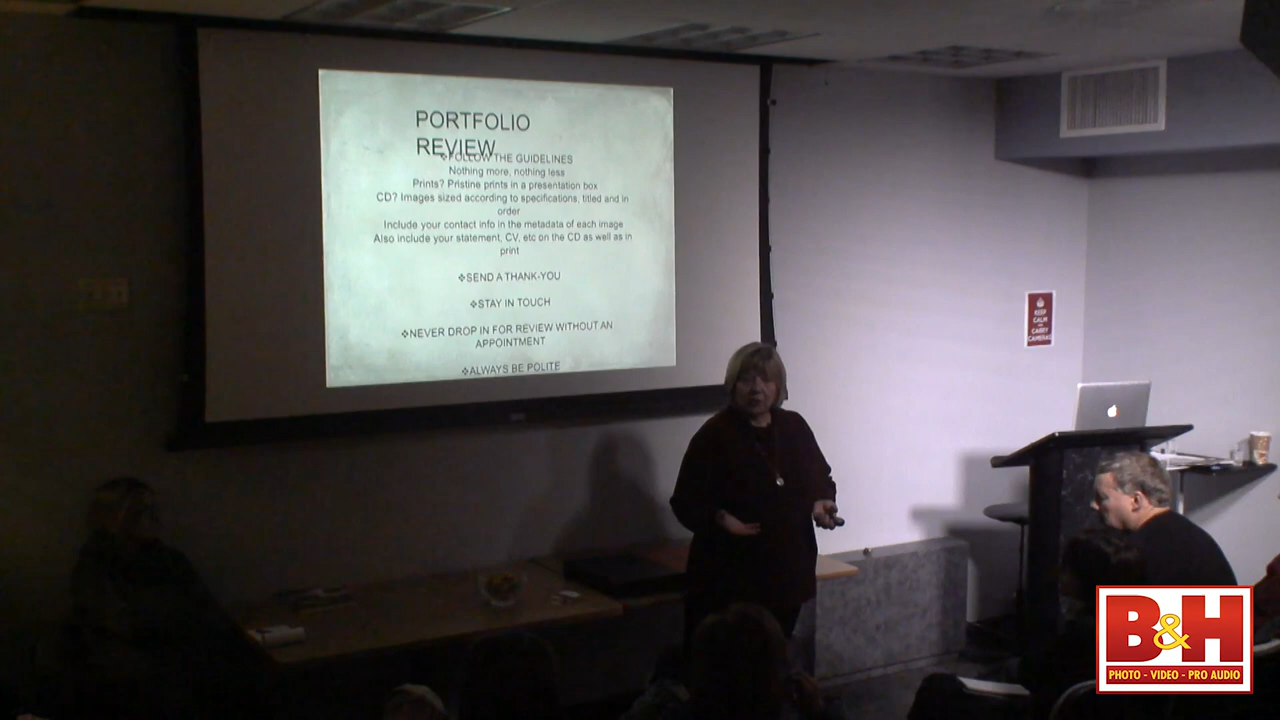 PORTFOLIO
REVIEW
❖FOLLOW THE GUIDELINES
Nothing more, nothing less
Prints? Pristine prints in a presentation box
CD? Images sized according to specifications, titled and in
order
Include your contact info in the metadata of each image
Also include your statement, CV, etc on the CD as well as in
print
❖SEND A THANK-YOU
❖STAY IN TOUCH
❖NEVER DROP IN FOR REVIEW WITHOUT AN
APPOINTMENT
❖ALWAYS BE POLITE
KEEP
CALM
AND
CARRY
CAMERAS
B&H
PHOTO - VIDEO - PRO AUDIO